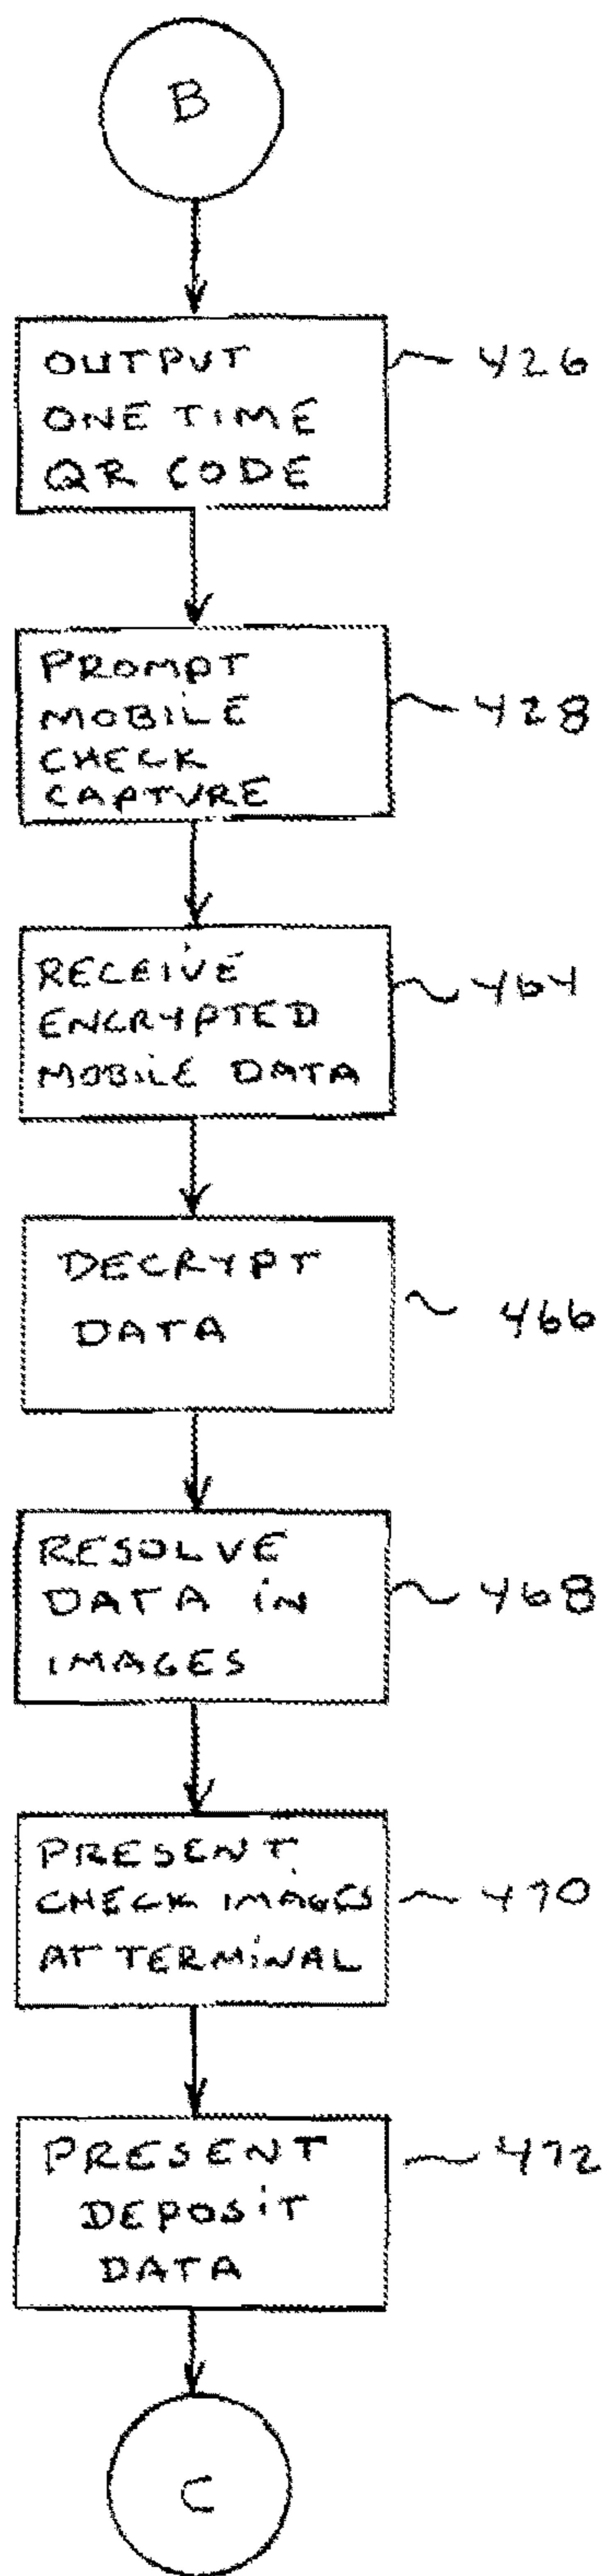 B
OUTPUT
ONE TIME
QR CODE
426
PROMPT
MOBILE
CHECK
CAPTURE
428
RECEIVE
ENCRYPTED
MOBILE DATA
464
DECRYPT
DATA
466
RESOLVE
DATA IN
IMAGES
468
PRESENT
CHECK IMAGES
AT TERMINAL
470
PRESENT
DEPOSIT
DATA
472
C